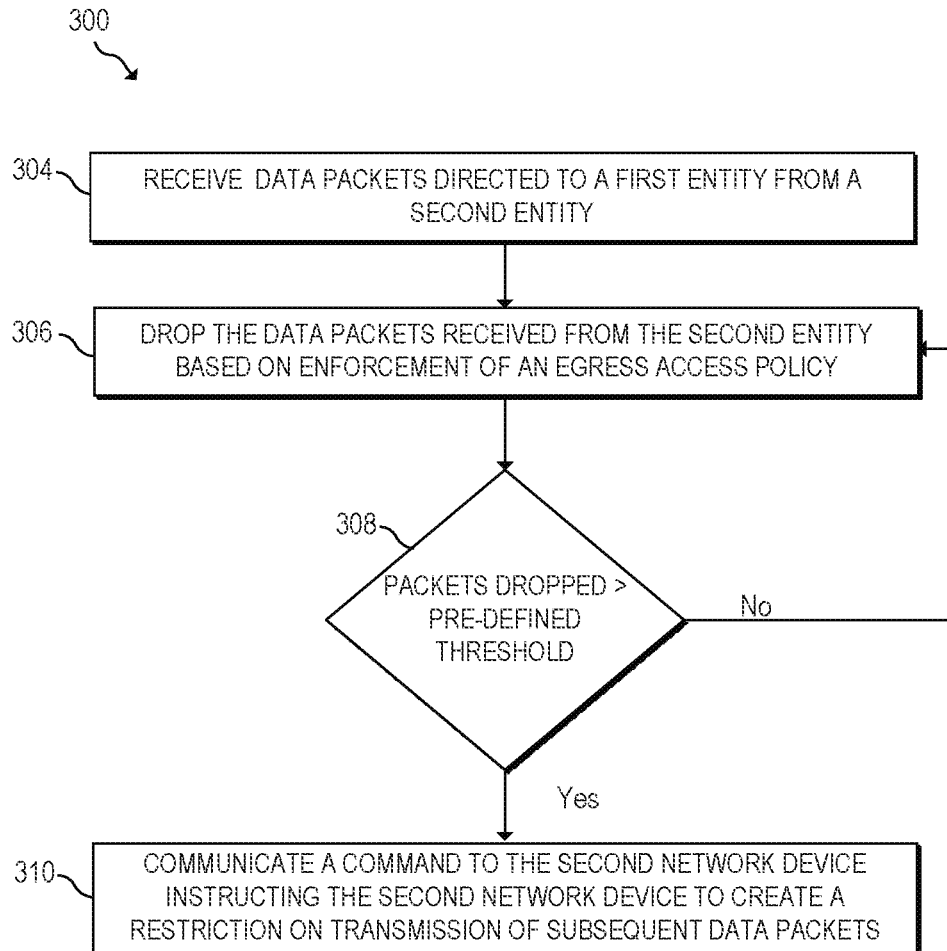 300
304
RECEIVE DATA PACKETS DIRECTED TO A FIRST ENTITY FROM A
SECOND ENTITY
306
DROP THE DATA PACKETS RECEIVED FROM THE SECOND ENTITY
BASED ON ENFORCEMENT OF AN EGRESS ACCESS POLICY
308
PACKETS DROPPED >
PRE-DEFINED
THRESHOLD
No
Yes
310
COMMUNICATE A COMMAND TO THE SECOND NETWORK DEVICE
INSTRUCTING THE SECOND NETWORK DEVICE TO CREATE A
RESTRICTION ON TRANSMISSION OF SUBSEQUENT DATA PACKETS